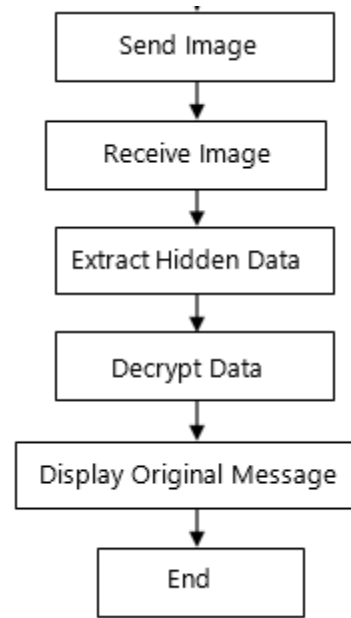 Send Image
Receive Image
Extract Hidden Data
Decrypt Data
Display Original Message
End